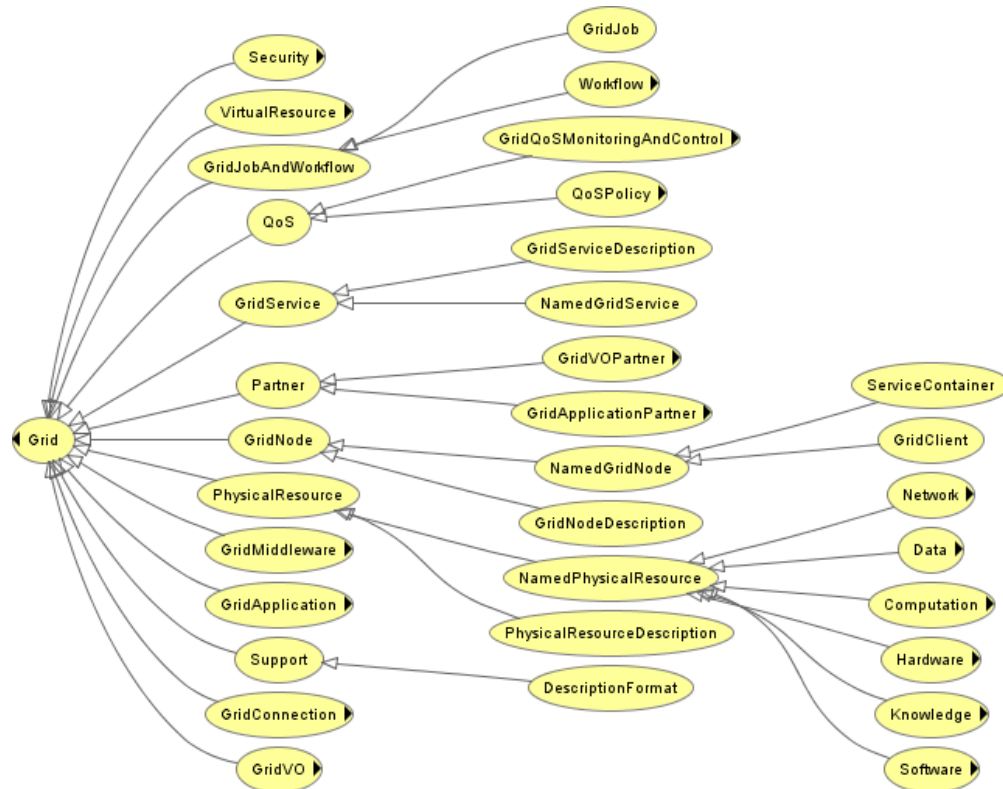 GridJob
Security
Workflow
VirtualResource
GridQoSMonitoringAndControl
GridJobAndWorkflow
QoSPolicy
QoS
GridServiceDescription
GridService
NamedGridService
GridVOPartner
Partner
ServiceContainer
GridApplicationPartner
Grid
GridNode
GridClient
NamedGridNode
PhysicalResource
Network
GridNodeDescription
GridMiddleware
Data
NamedPhysicalResource
GridApplication
Computation
PhysicalResourceDescription
Support
Hardware
DescriptionFormat
GridConnection
Knowledge
GridVO
Software